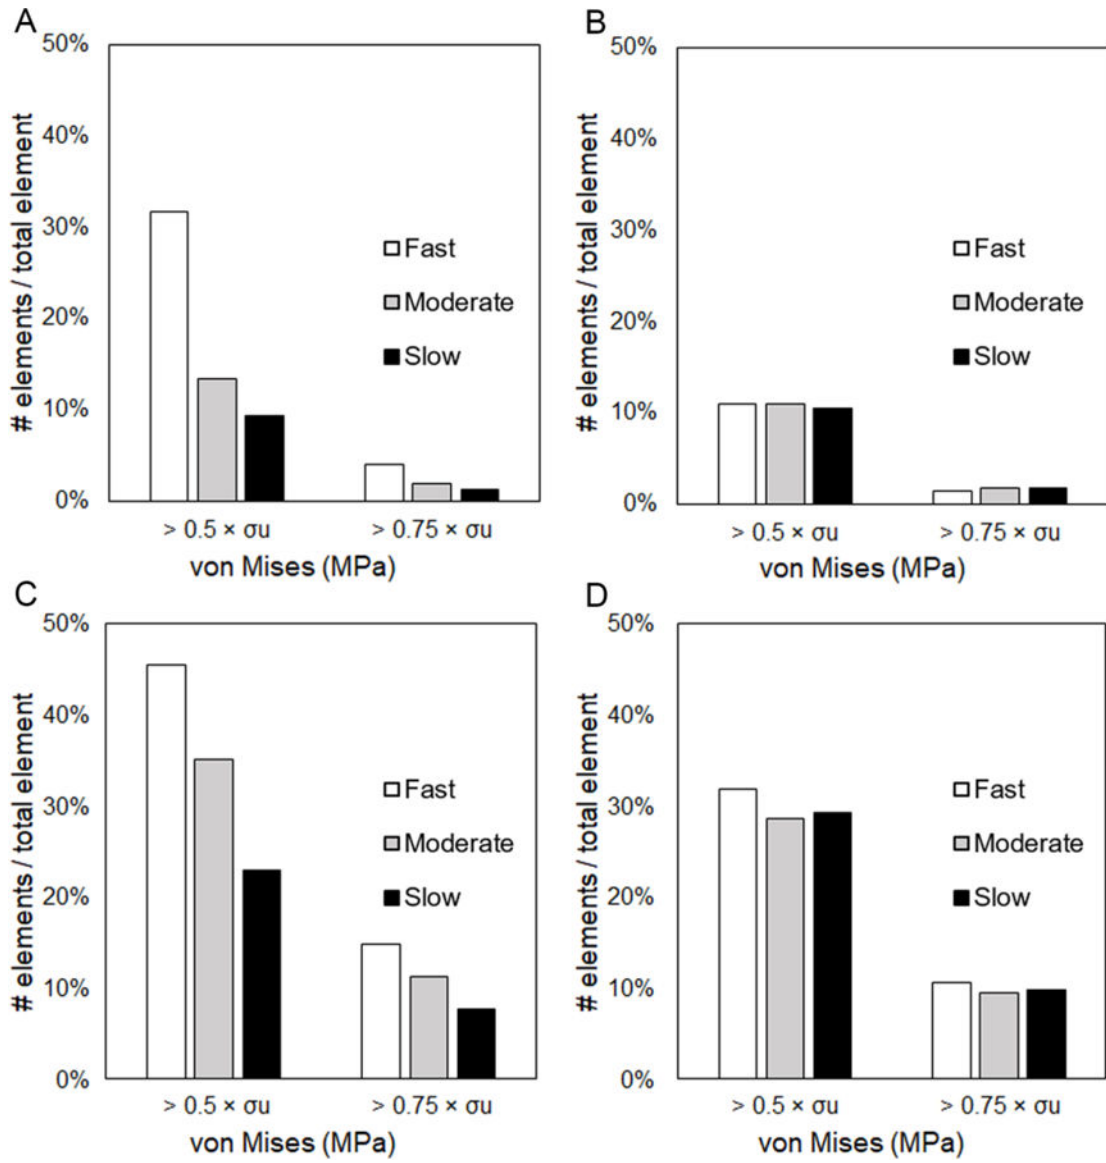 A
# elements / total element
50%
40%
30%
20%
10%
0%
Fast
Moderate
Slow
> 0.5 × σu
> 0.75 × σu
von Mises (MPa)
B
# elements / total element
50%
40%
30%
20%
10%
0%
Fast
Moderate
Slow
> 0.5 × σu
> 0.75 × σu
von Mises (MPa)
C
# elements / total element
50%
40%
30%
20%
10%
0%
Fast
Moderate
Slow
> 0.5 × σu
> 0.75 × σu
von Mises (MPa)
D
# elements / total element
50%
40%
30%
20%
10%
0%
Fast
Moderate
Slow
> 0.5 × σu
> 0.75 × σu
von Mises (MPa)